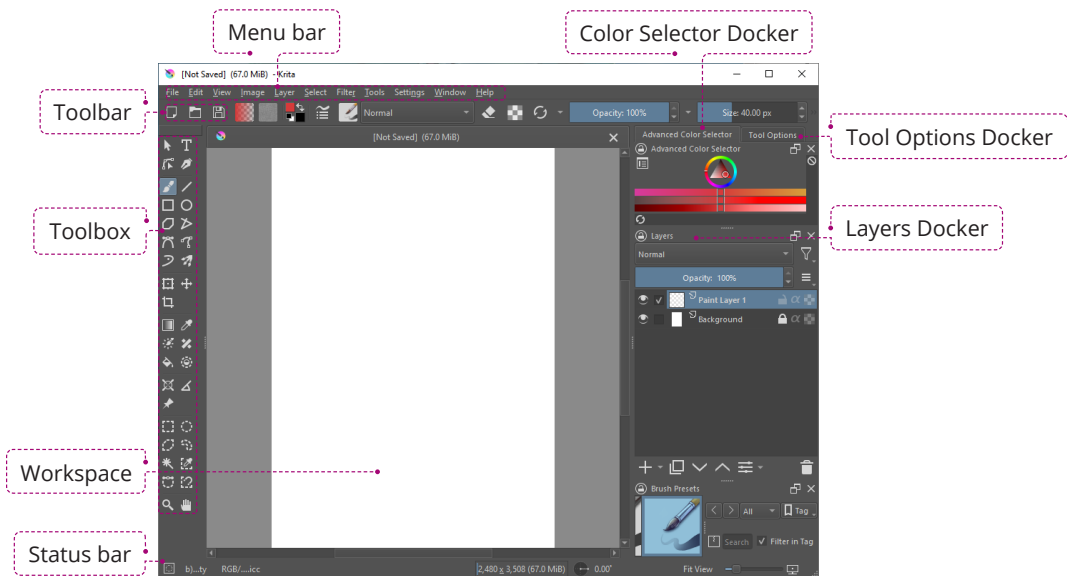 Menu bar
Color Selector Docker
[Not Saved] (67.0 MiB) - Krita
File Edit View Image Layer Select Filter Tools Settings Window Help
Toolbar
Normal
Opacity: 100%
Size: 40.00 px
[Not Saved] (67.0 MiB)
Advanced Color Selector
Tool Options
Tool Options Docker
Advanced Color Selector
Toolbox
Layers
Layers Docker
Normal
Opacity: 100%
Paint Layer 1
Background
Workspace
Brush Presets
All
Tag
Search
Filter in Tag
Status bar
b)...ty
RGB/....icc
2,480 x 3,508 (67.0 MiB)
0.00°
Fit View